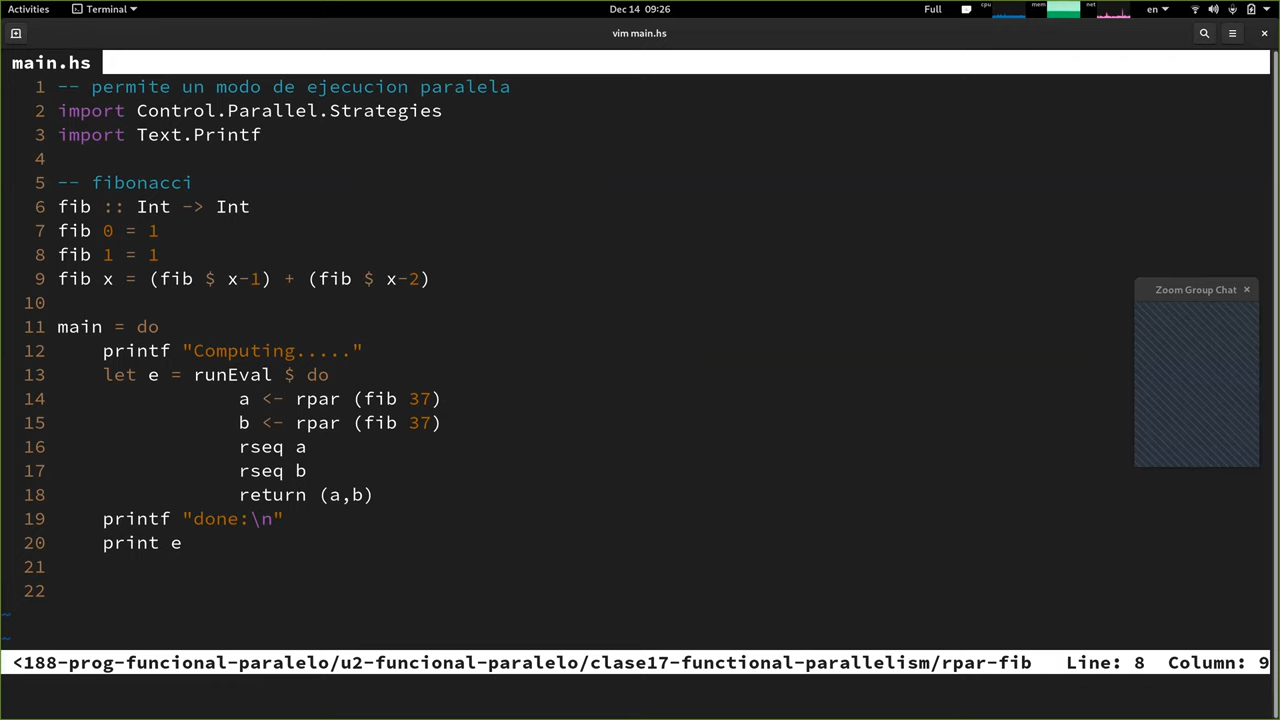 Activities Terminal Dec 14 09:26 Full cpu mem net en
vim main.hs
main.hs
1 -- permite un modo de ejecucion paralela
2 import Control.Parallel.Strategies
3 import Text.Printf
4
5 -- fibonacci
6 fib :: Int -> Int
7 fib 0 = 1
8 fib 1 = 1
9 fib x = (fib $ x-1) + (fib $ x-2)
10
11 main = do
12     printf "Computing....."
13     let e = runEval $ do
14                 a <- rpar (fib 37)
15                 b <- rpar (fib 37)
16                 rseq a
17                 rseq b
18                 return (a,b)
19     printf "done:\n"
20     print e
21
22
~
~
Zoom Group Chat
<188-prog-funcional-paralelo/u2-funcional-paralelo/clase17-functional-parallelism/rpar-fib Line: 8 Column: 9